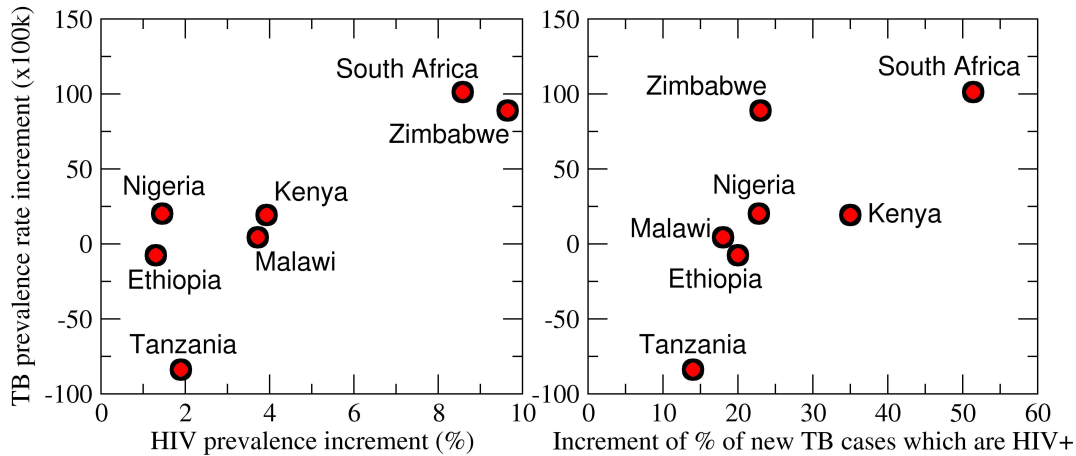 TB prevalence rate increment (x100k)
150
100
50
0
-50
-100
South Africa
Zimbabwe
Nigeria
Kenya
Malawi
Ethiopia
Tanzania
0 2 4 6 8 10
HIV prevalence increment (%)
150
100
50
0
-50
-100
South Africa
Zimbabwe
Nigeria
Kenya
Malawi
Ethiopia
Tanzania
0 10 20 30 40 50 60
Increment of % of new TB cases which are HIV+